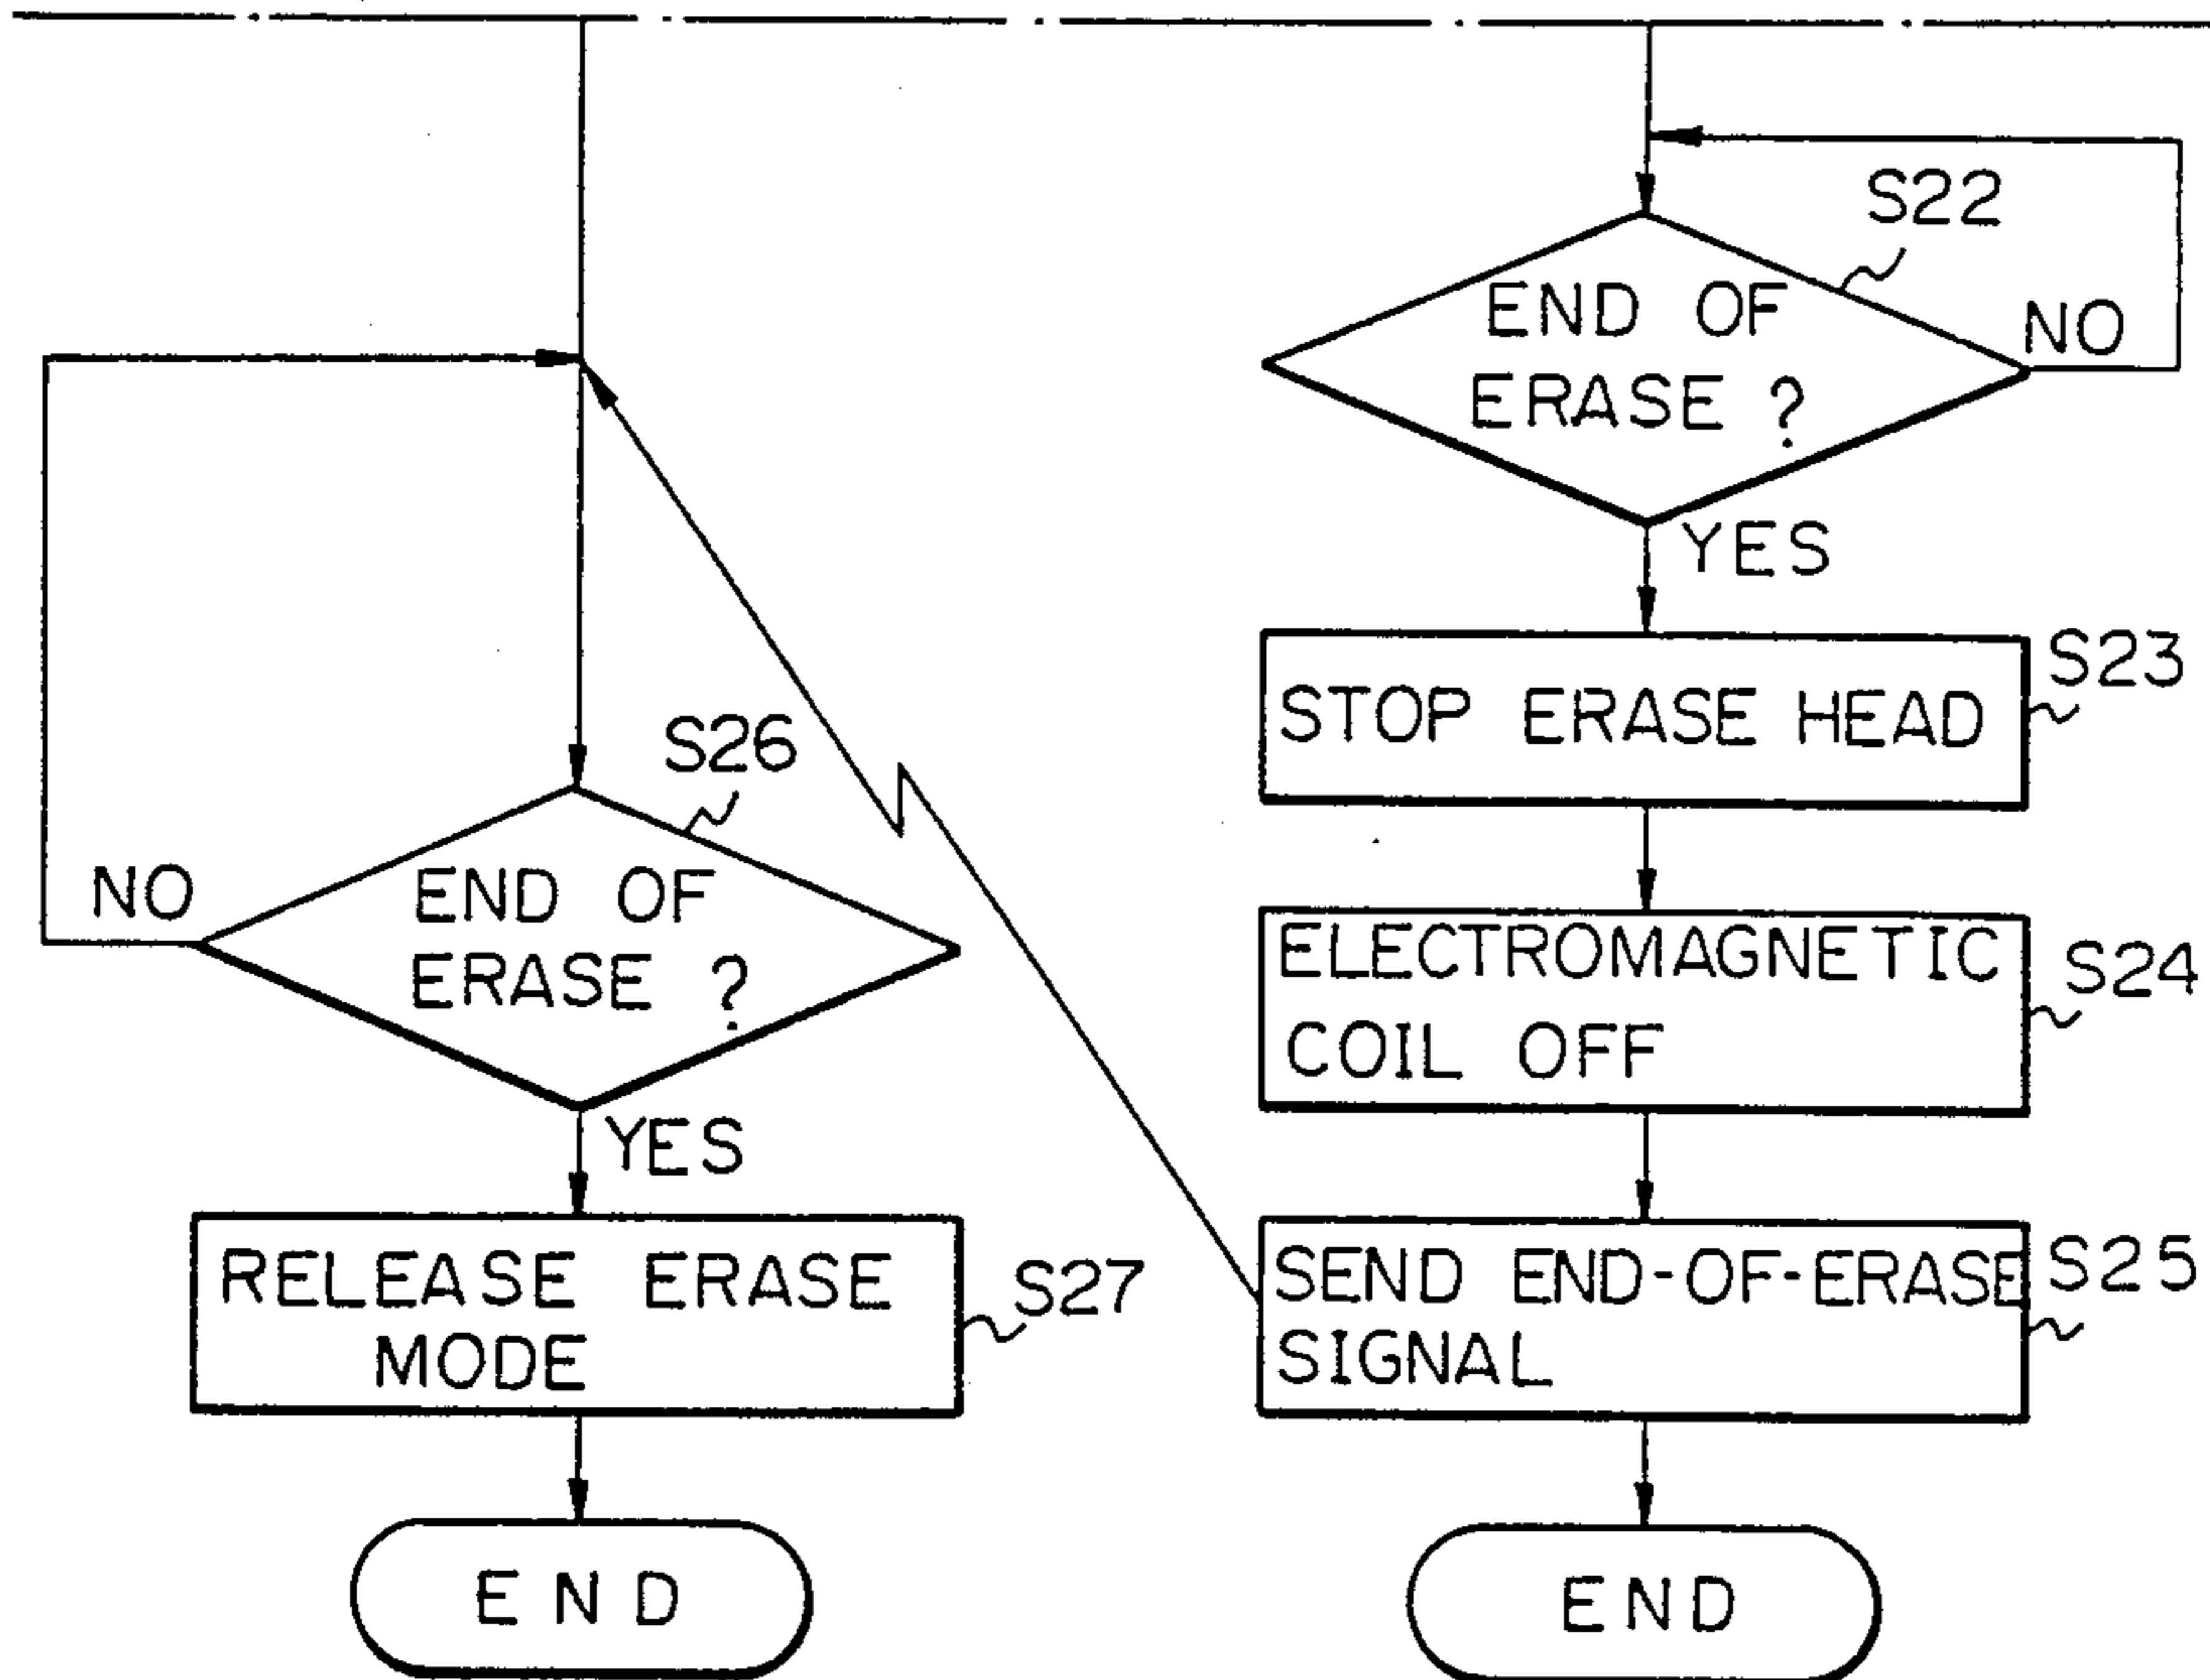 S22
END OF
ERASE ?
NO
YES
S23
STOP ERASE HEAD
S26
END OF
ERASE ?
NO
YES
ELECTROMAGNETIC
COIL OFF
S24
RELEASE ERASE
MODE
S27
SEND END-OF-ERASE
SIGNAL
S25
END
END